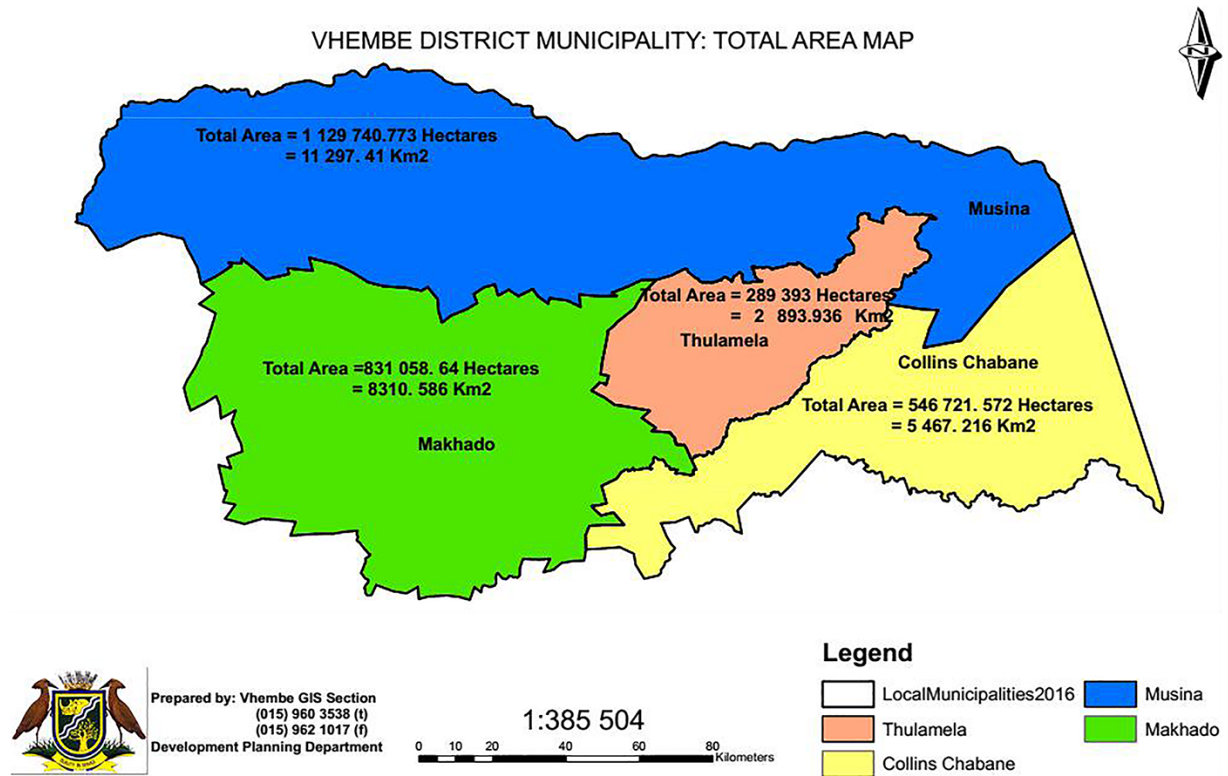 VHEMBE DISTRICT MUNICIPALITY: TOTAL AREA MAP
N
Total Area = 1 129 740.773 Hectares
= 11 297. 41 Km2
Musina
Total Area = 289 393 Hectares
= 2 893.936 Km2
Thulamela
Collins Chabane
Total Area =831 058. 64 Hectares
= 8310. 586 Km2
Total Area = 546 721. 572 Hectares
= 5 467. 216 Km2
Makhado
Legend
LocalMunicipalities2016
Musina
Thulamela
Makhado
Collins Chabane
Prepared by: Vhembe GIS Section
(015) 960 3538 (t)
(015) 962 1017 (f)
Development Planning Department
1:385 504
0 10 20 40 60 80
Kilometers